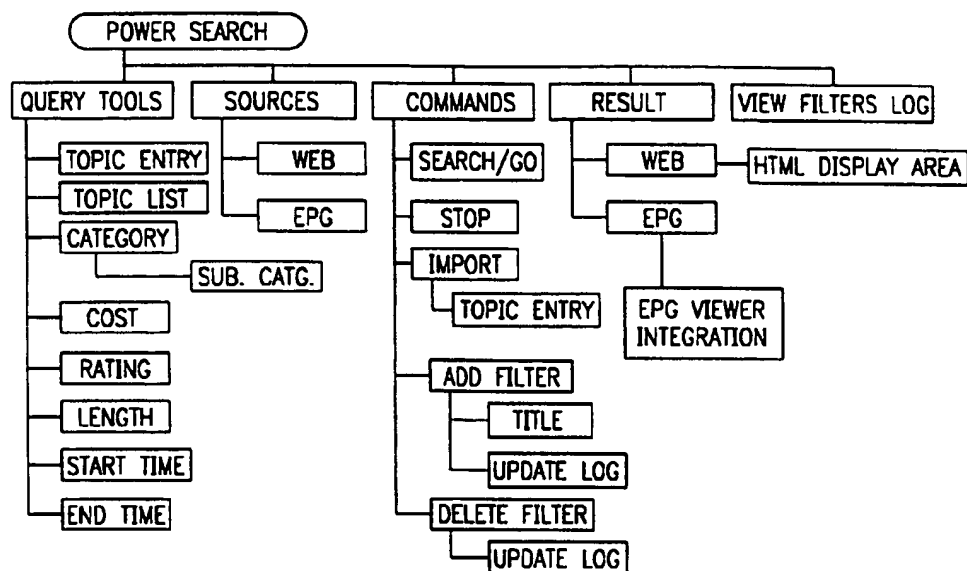 POWER SEARCH
QUERY TOOLS
SOURCES
COMMANDS
RESULT
VIEW FILTERS LOG
TOPIC ENTRY
TOPIC LIST
CATEGORY
SUB. CATG.
COST
RATING
LENGTH
START TIME
END TIME
WEB
EPG
SEARCH/GO
STOP
IMPORT
TOPIC ENTRY
ADD FILTER
TITLE
UPDATE LOG
DELETE FILTER
UPDATE LOG
WEB
HTML DISPLAY AREA
EPG
EPG VIEWER
INTEGRATION